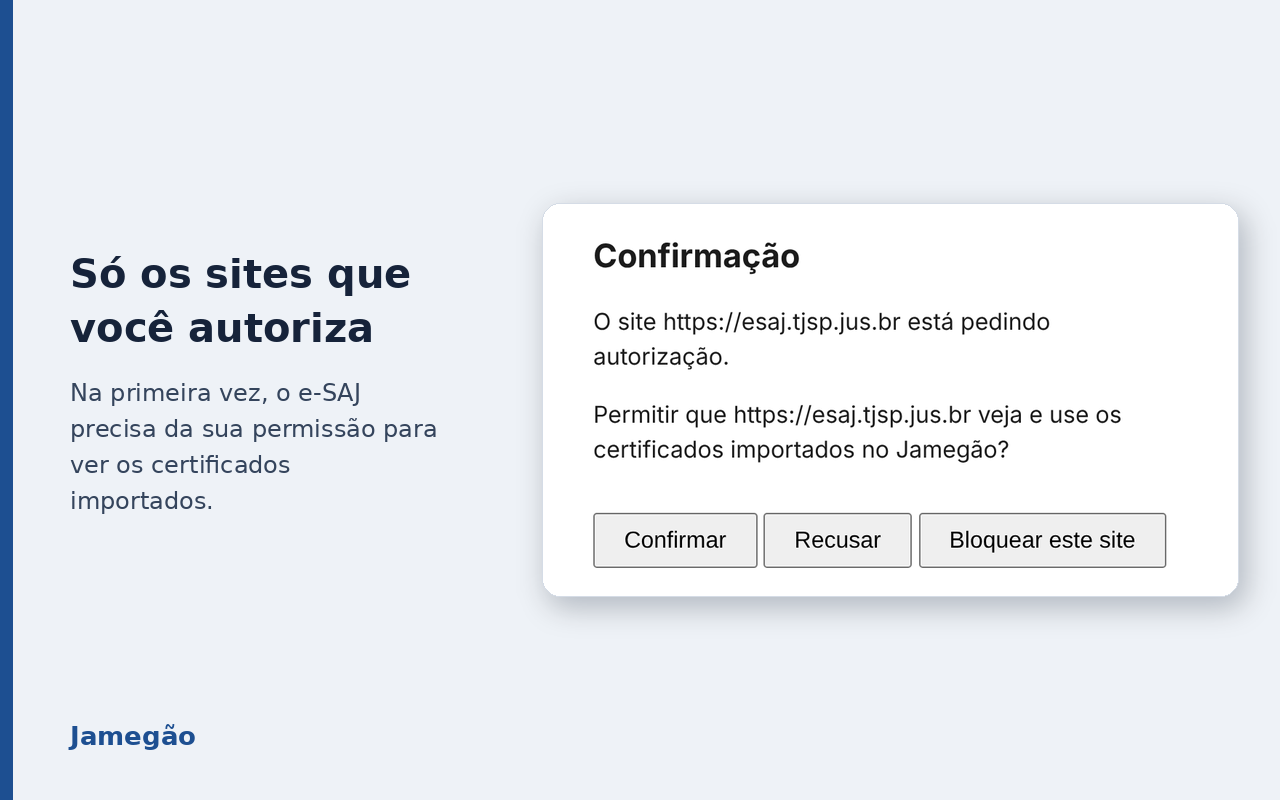 Só os sites que
você autoriza
Na primeira vez, o e-SAJ
precisa da sua permissão para
ver os certificados
importados.
Jamegão
Confirmação
O site https://esaj.tjsp.jus.br está pedindo
autorização.
Permitir que https://esaj.tjsp.jus.br veja e use os
certificados importados no Jamegão?
Confirmar
Recusar
Bloquear este site